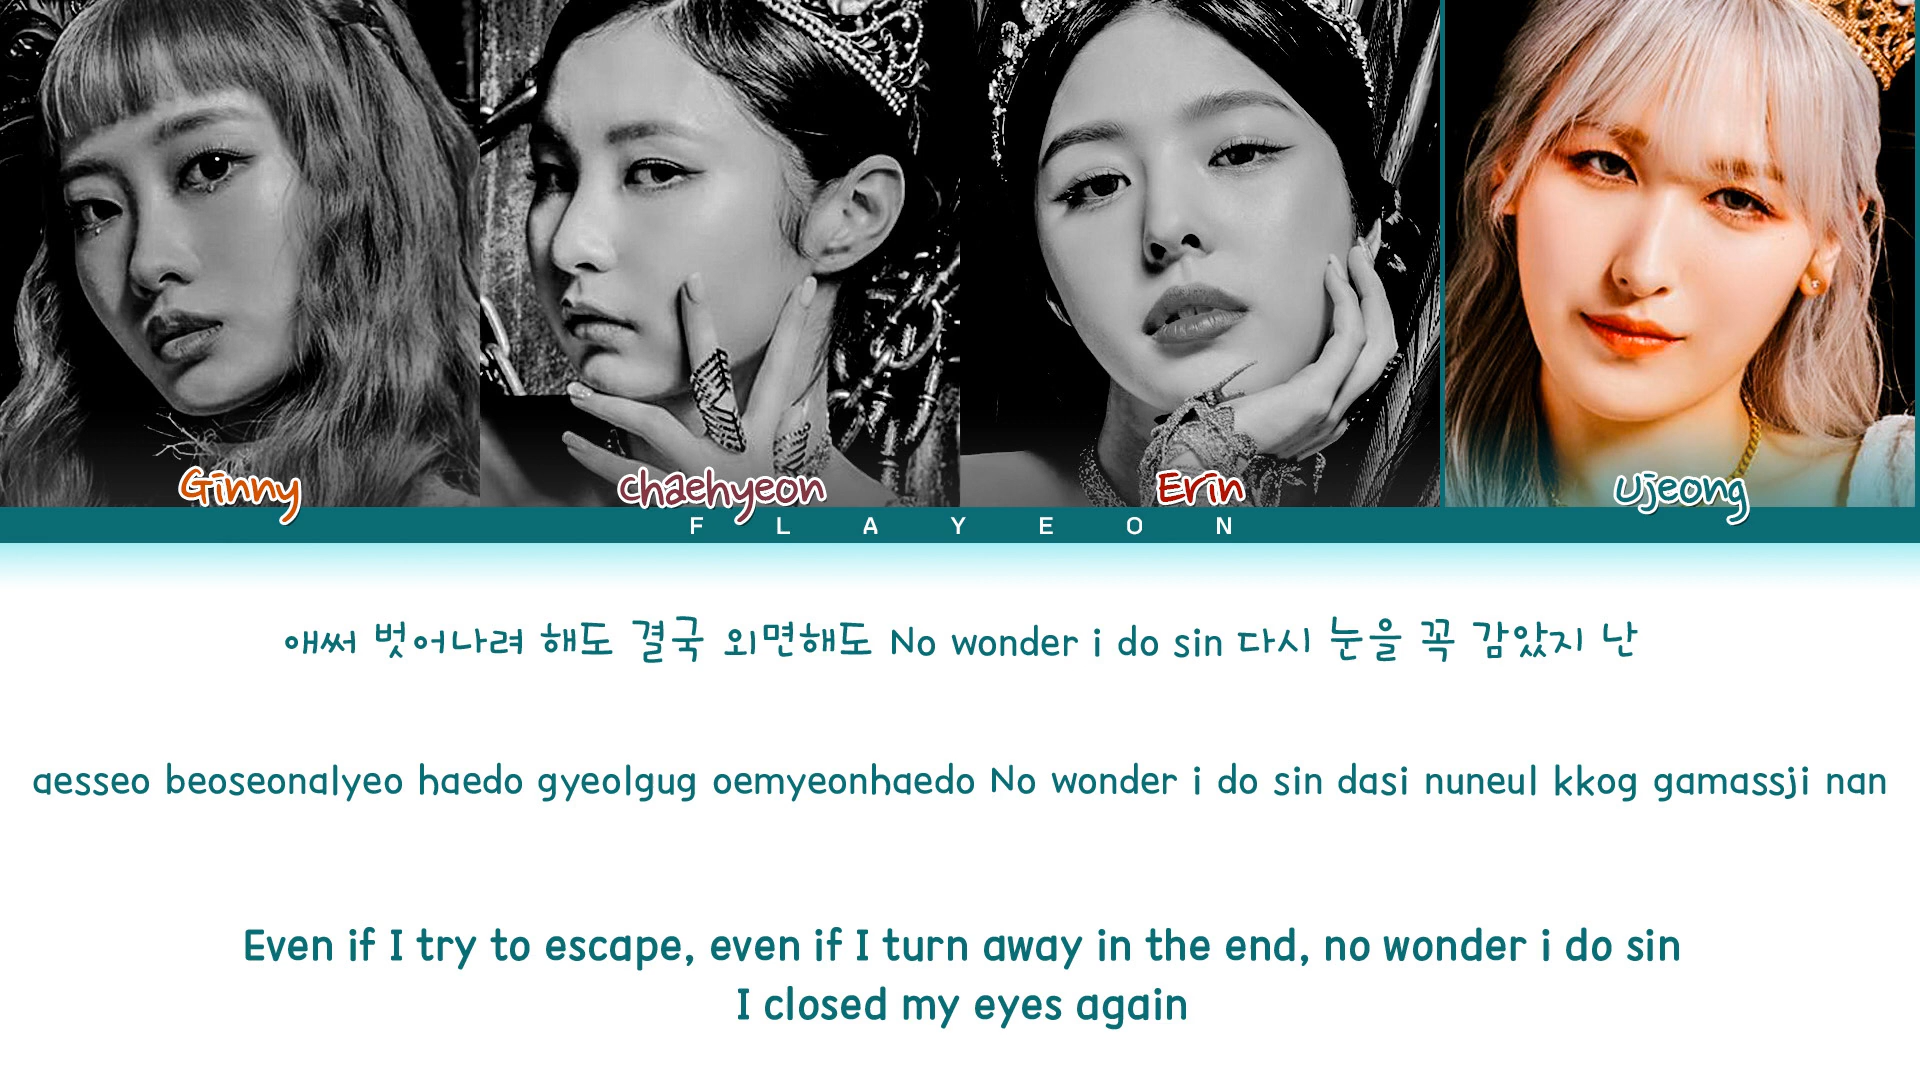 Ginny
chaehyeon
Erin
Ujeong
FLAYEON
애써 벗어나려 해도 결국 외면해도 No wonder i do sin 다시 눈을 꼭 감았지 난
aesseo beoseonalyeo haedo gyeolgug oemyeonhaedo No wonder i do sin dasi nuneul kkog gamassji nan
Even if I try to escape, even if I turn away in the end, no wonder i do sin
I closed my eyes again